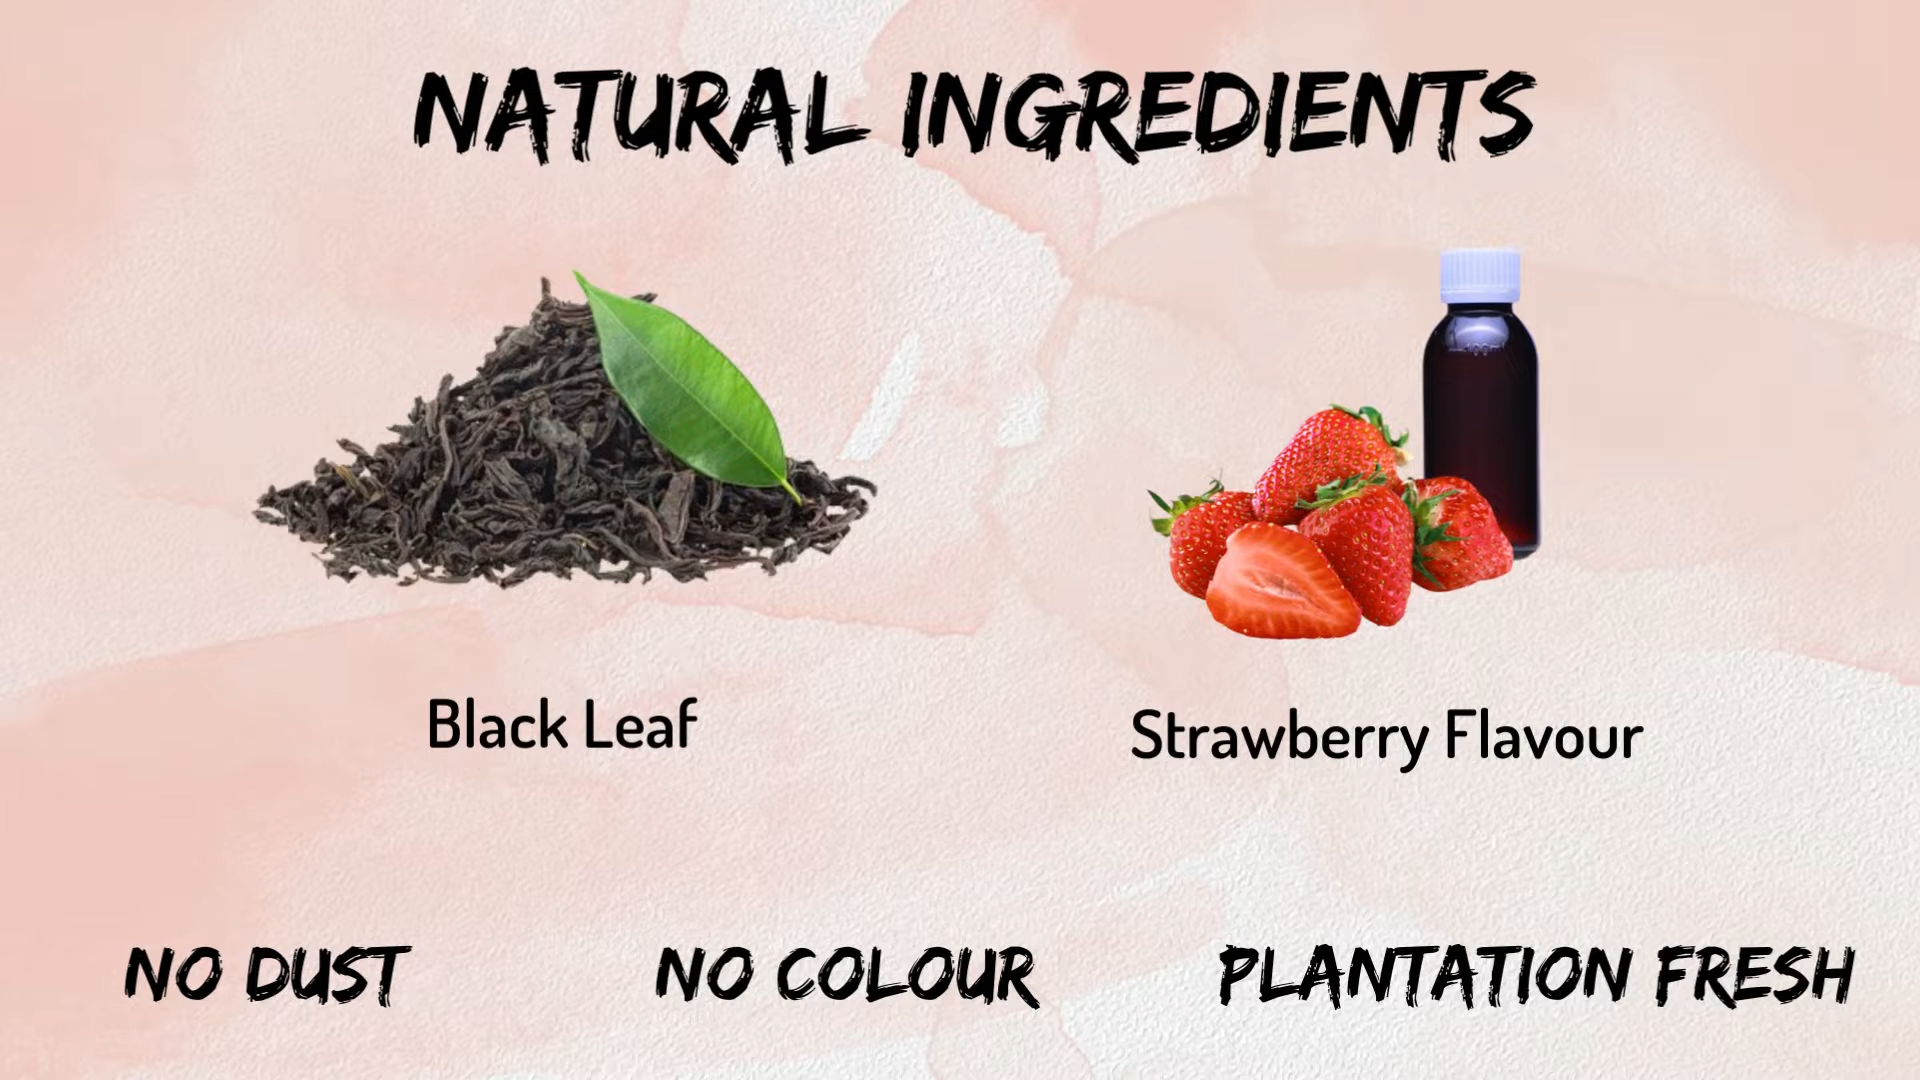 NATURAL INGREDIENTS
Black Leaf
Strawberry Flavour
NO DUST
NO COLOUR
PLANTATION FRESH